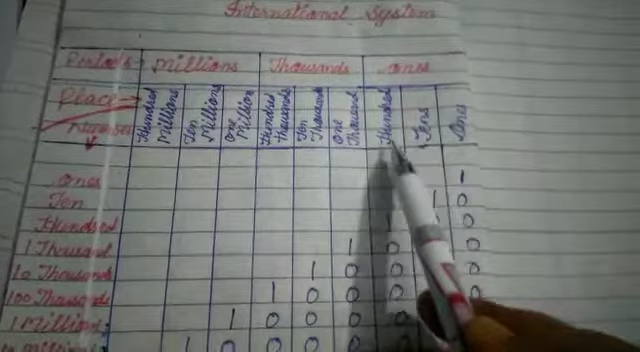 International System
Periods Millions Thousands Ones
Place
Hundred Millions Ten Millions One Million Hundred Thousands Ten Thousand One Thousand Hundred Tens Ones
Ones 1
Ten 1 0
Hundred 1 0
1 Thousand 1 0 0
10 Thousand 1 0 0 0
100 Thousand 1 0 0 0 0
1 Million 1 0 0 0 0
1 0 0 0 0